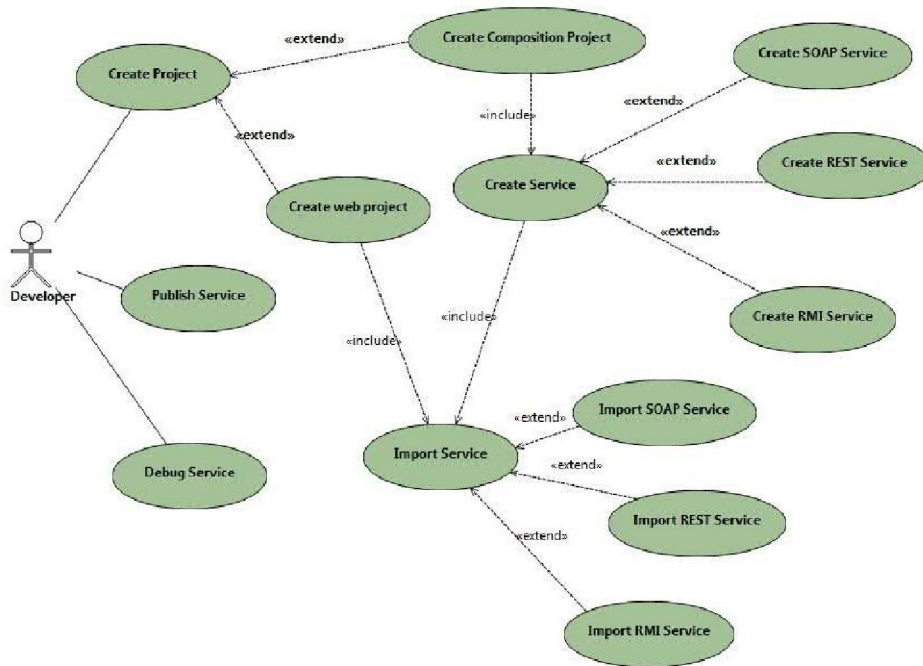 «extend»
Create Composition Project
Create SOAP Service
Create Project
«extend»
«include»
«extend»
Create REST Service
«extend»
Create Service
Create web project
«extend»
Developer
Publish Service
Create RMI Service
«include»
«include»
Import SOAP Service
«extend»
Import Service
«extend»
Debug Service
Import REST Service
«extend»
Import RMI Service